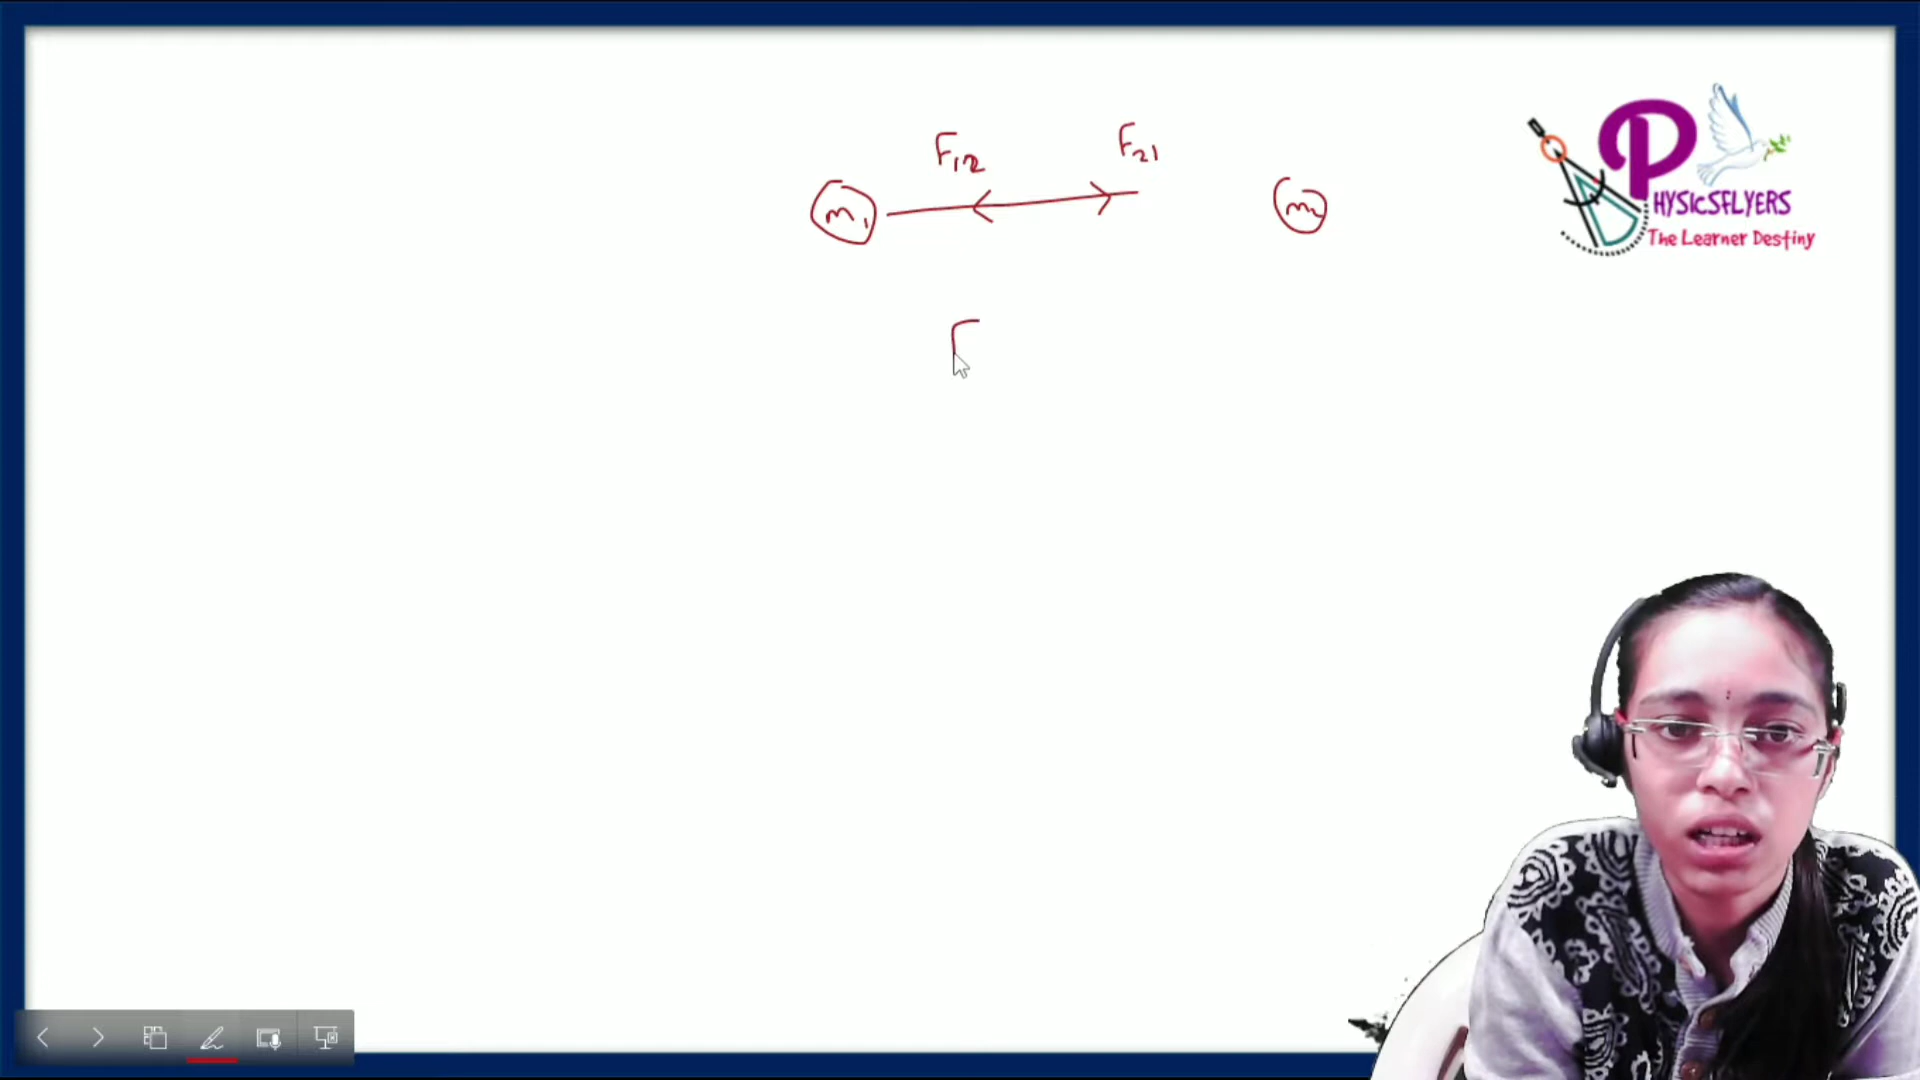 F₁₂ F₂₁
m₁ m₂
F
PHYSICSFLYERS
The Learner Destiny